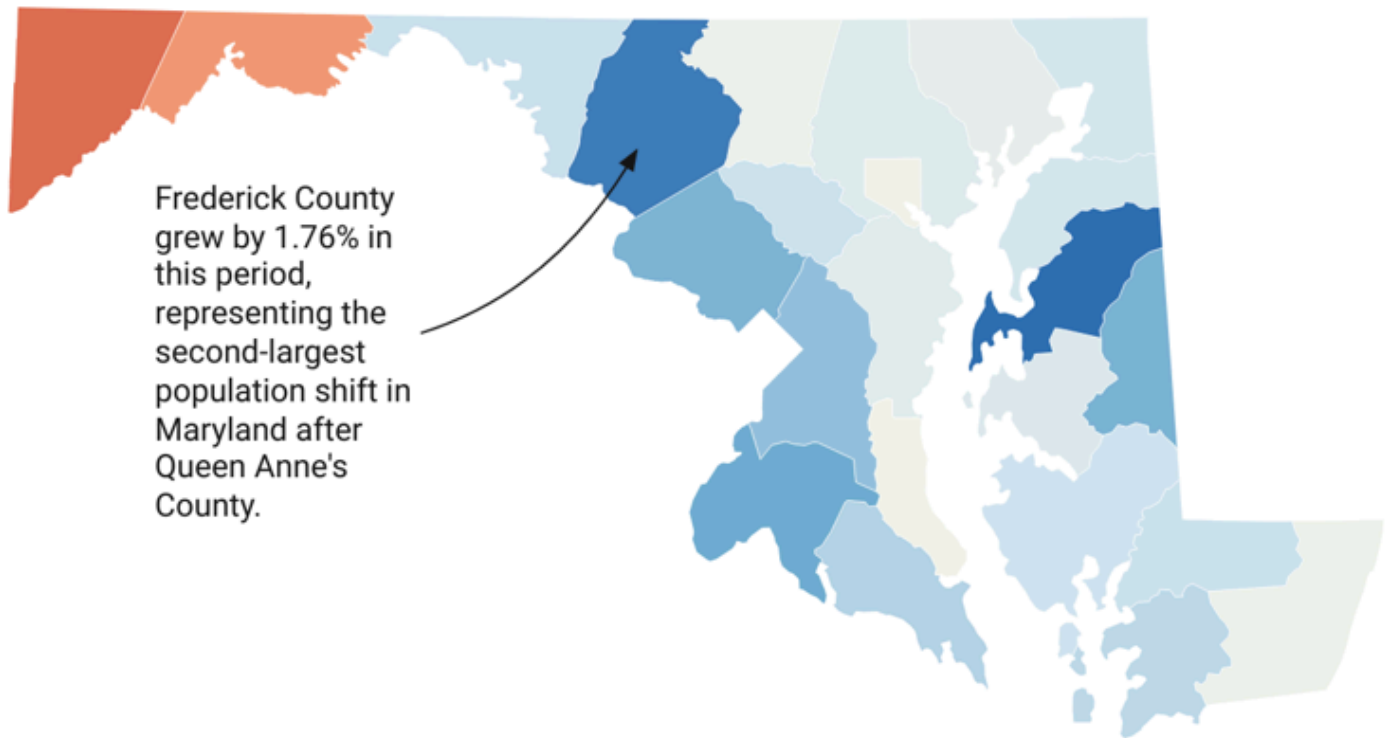 Frederick County
grew by 1.76% in
this period,
representing the
second-largest
population shift in
Maryland after
Queen Anne's
County.